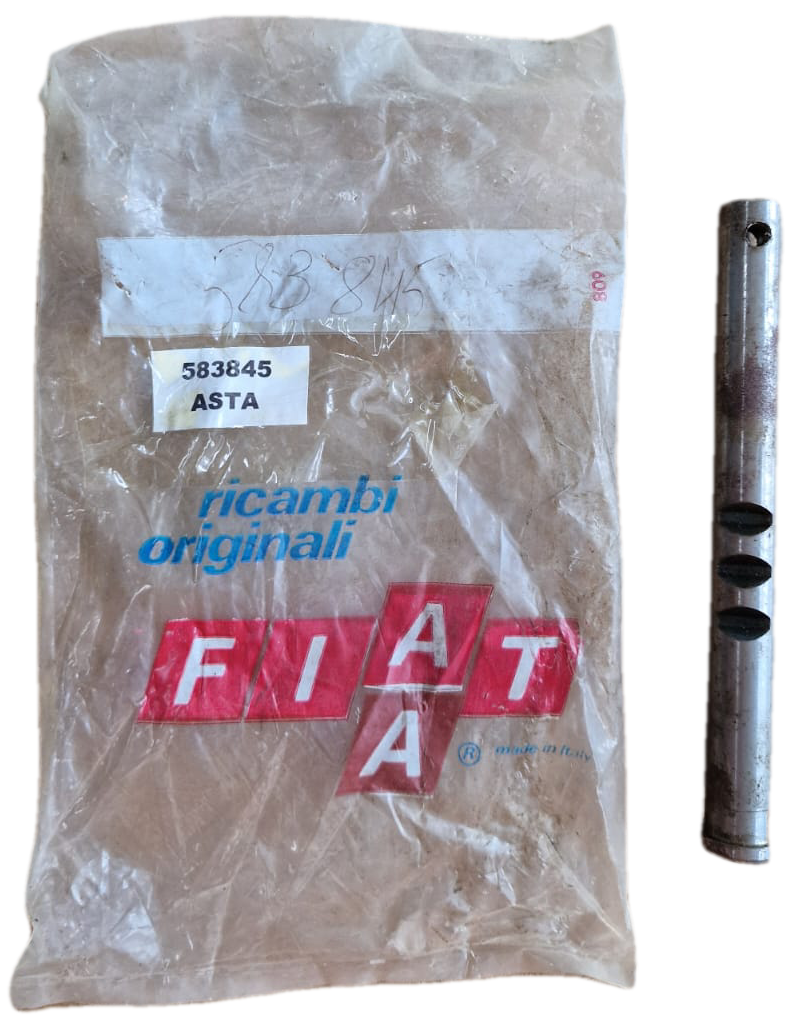 583 845
809
583845
ASTA
ricambi
originali
FIAT
A
® made in Italy